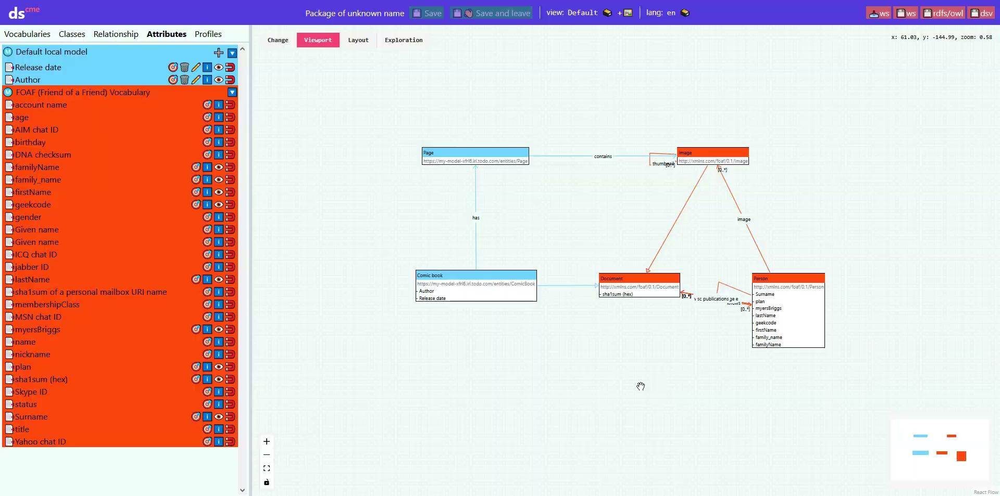 dscme
Package of unknown name
Save
Save and leave
view: Default
+
lang: en
ws
ws
rdfs/owl
dsv
Vocabularies Classes Relationship Attributes Profiles
Change Viewport Layout Exploration
x: 61.03, y: -144.99, zoom: 0.58
M Default local model
Release date
Author
M FOAF (Friend of a Friend) Vocabulary
account name
age
AIM chat ID
birthday
DNA checksum
familyName
family_name
firstName
geekcode
gender
Given name
Given name
ICQ chat ID
jabber ID
lastName
sha1sum of a personal mailbox URI name
membershipClass
MSN chat ID
myersBriggs
name
nickname
plan
sha1sum (hex)
Skype ID
status
Surname
title
Yahoo chat ID
Page
https://my-model-xfrl6.iri.todo.com/entities/Page
contains
Image
http://xmlns.com/foaf/0.1/Image
thumbnail
[0..*]
[0..*]
has
image
Comic book
https://my-model-xfrl6.iri.todo.com/entities/ComicBook
- Author
- Release date
Document
http://xmlns.com/foaf/0.1/Document
- sha1sum (hex)
[0..*]
publications
knows
[0..*]
Person
http://xmlns.com/foaf/0.1/Person
- Surname
- plan
- myersBriggs
- lastName
- geekcode
- firstName
- family_name
- familyName
React Flow